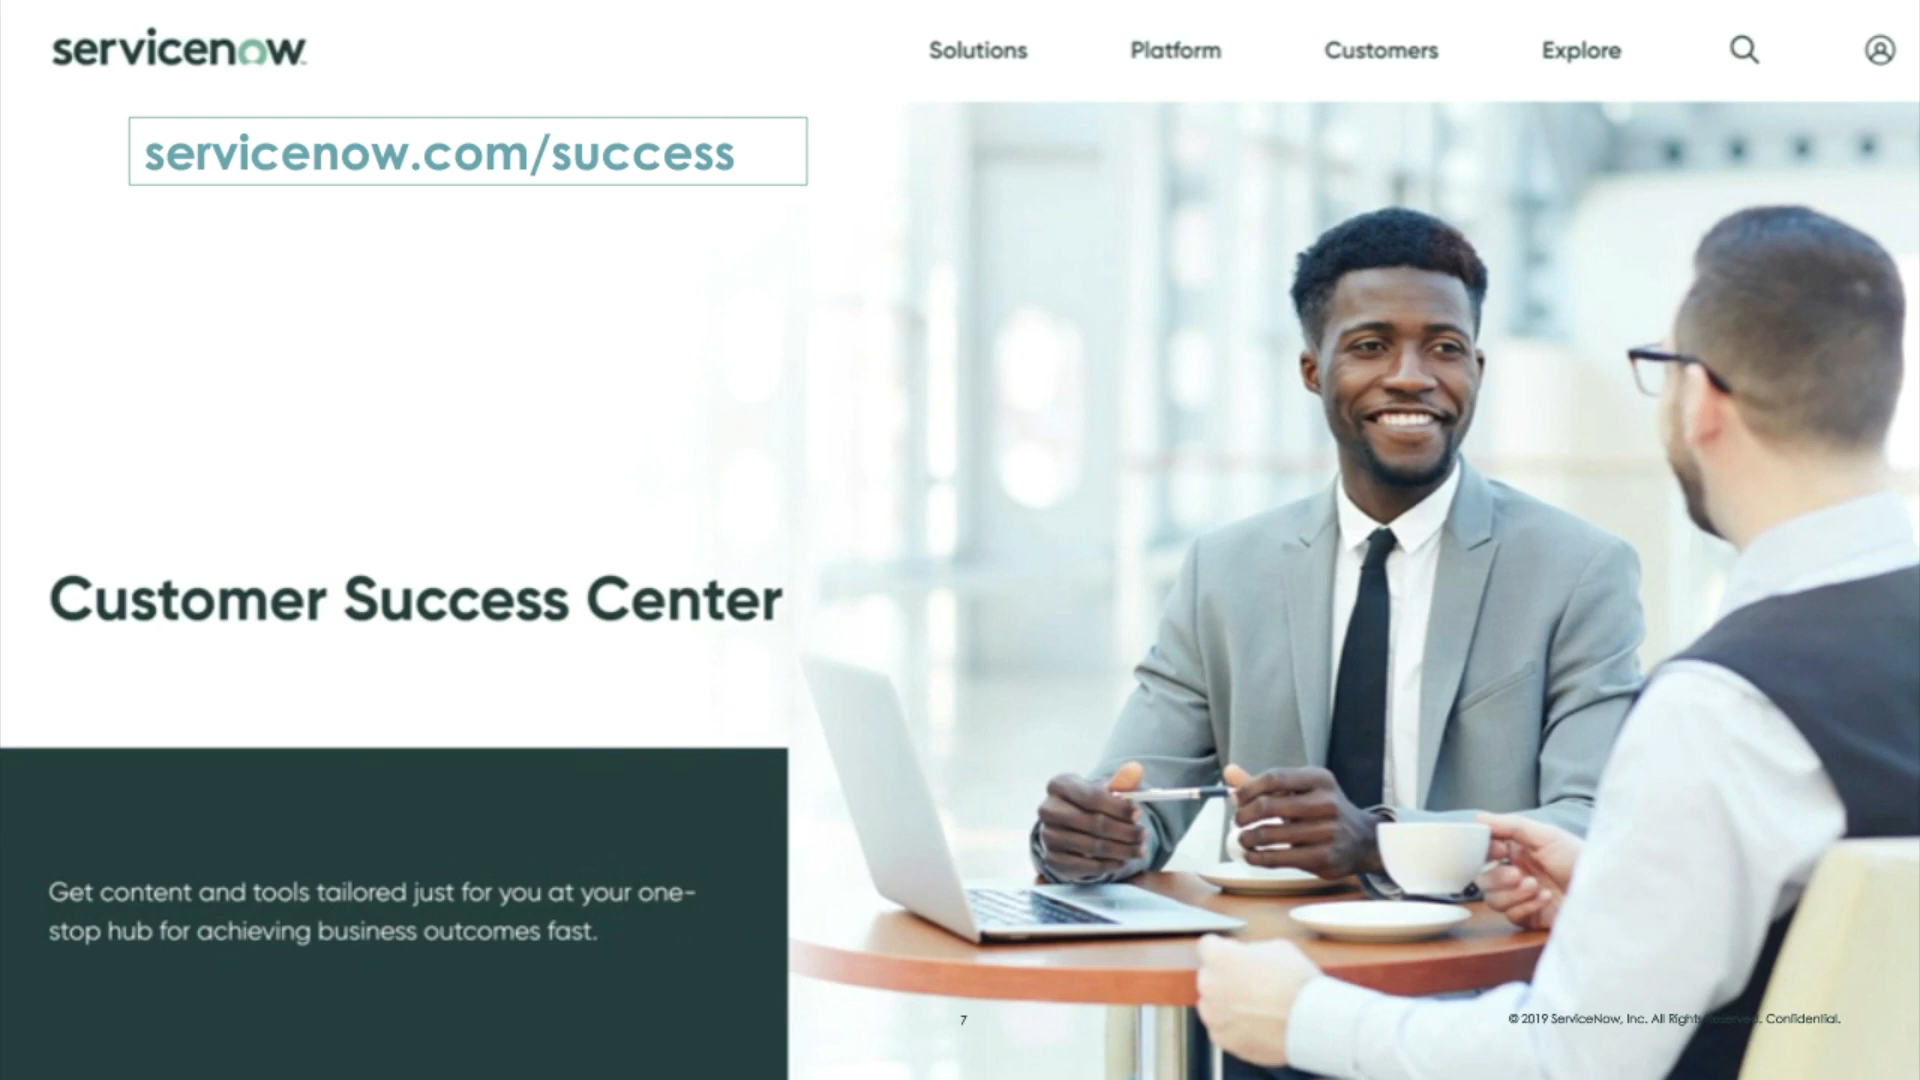 servicenow
Solutions
Platform
Customers
Explore
servicenow.com/success
Customer Success Center
Get content and tools tailored just for you at your one-
stop hub for achieving business outcomes fast.
7
© 2019 ServiceNow, Inc. All Rights Reserved. Confidential.